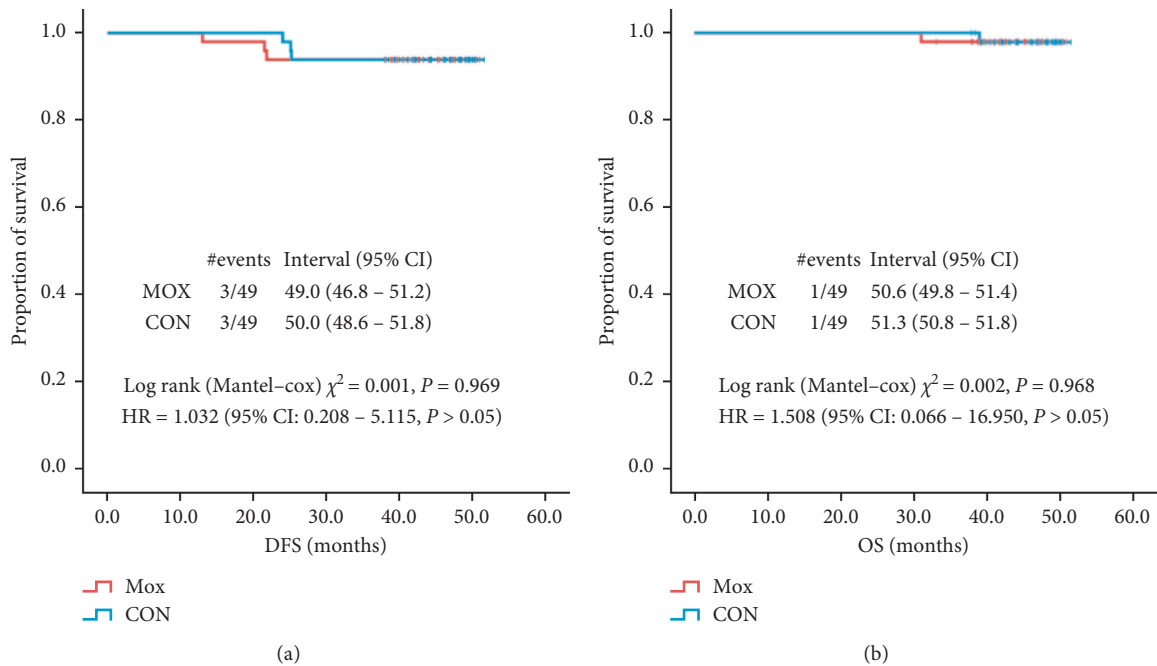 1.0
0.8
0.6
0.4
0.2
0.0
Proportion of survival
#events Interval (95% CI)
MOX 3/49 49.0 (46.8 – 51.2)
CON 3/49 50.0 (48.6 – 51.8)
Log rank (Mantel–cox) χ² = 0.001, P = 0.969
HR = 1.032 (95% CI: 0.208 – 5.115, P > 0.05)
0.0 10.0 20.0 30.0 40.0 50.0 60.0
DFS (months)
Mox
CON
(a)
1.0
0.8
0.6
0.4
0.2
0.0
Proportion of survival
#events Interval (95% CI)
MOX 1/49 50.6 (49.8 – 51.4)
CON 1/49 51.3 (50.8 – 51.8)
Log rank (Mantel–cox) χ² = 0.002, P = 0.968
HR = 1.508 (95% CI: 0.066 – 16.950, P > 0.05)
0.0 10.0 20.0 30.0 40.0 50.0 60.0
OS (months)
Mox
CON
(b)